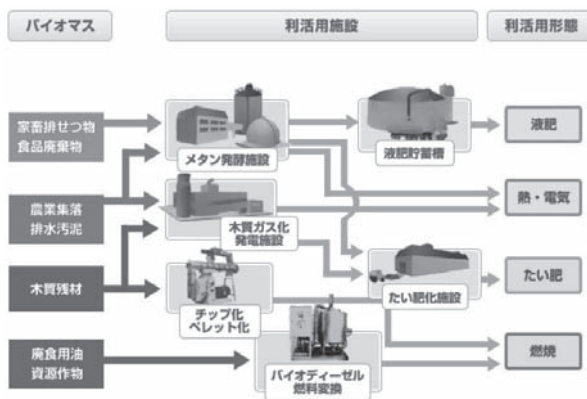 バイオマス
利活用施設
利活用形態
家畜排せつ物
食品廃棄物
メタン発酵施設
液肥貯蓄槽
液肥
農業集落
排水汚泥
木質ガス化
発電施設
熱・電気
木質残材
チップ化
ペレット化
たい肥化施設
たい肥
廃食用油
資源作物
バイオディーゼル
燃料変換
燃焼